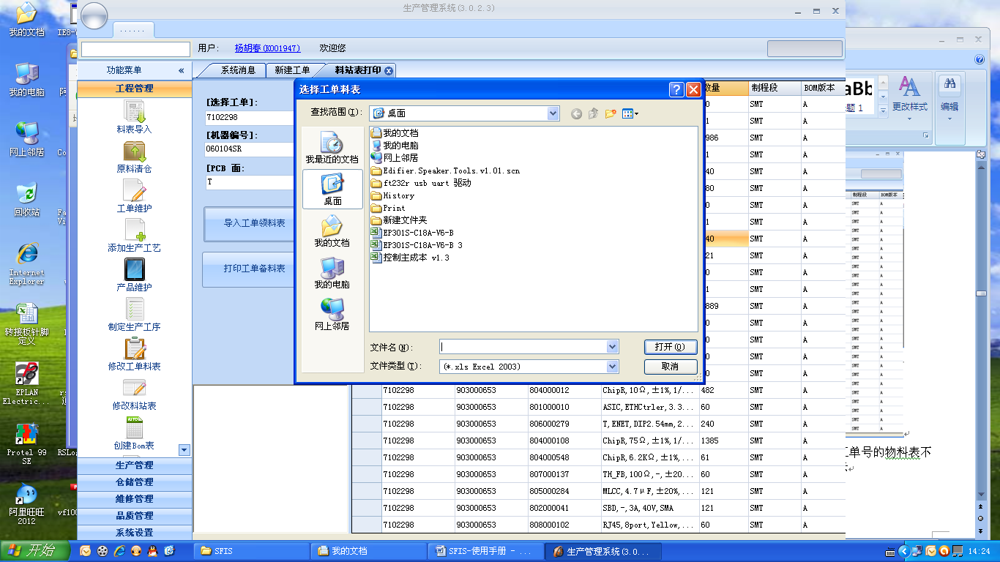 生产管理系统(3.0.2.3)
......
用户: 杨胡春(K001947) 欢迎您
功能菜单 «
系统消息 新建工单 料站表打印
工程管理
料表导入
原料清仓
工单维护
添加生产工艺
产品维护
制定生产工序
修改工单料表
修改料站表
创建Bom表
生产管理
仓储管理
维修管理
品质管理
系统设置
[选择工单]:
7102298
[机器编号]:
060104SR
[PCB 面:
T
导入工单领料表
打印工单备料表
选择工单料表
查找范围(I): 桌面
我最近的文档
桌面
我的文档
我的电脑
网上邻居
我的文档
我的电脑
网上邻居
Edifier.Speaker.Tools.v1.01.scn
ft232r usb uart 驱动
History
Print
新建文件夹
EP301S-C18A-V6-B
EP301S-C18A-V6-B 3
控制主成本 v1.3
文件名(N): 打开(O)
文件类型(T): (*.xls Excel 2003) 取消
数量 制程段 BOM版本
0 SMT A
1 SMT A
986 SMT A
1 SMT A
40 SMT A
80 SMT A
0 SMT A
1 SMT A
40 SMT A
21 SMT A
0 SMT A
1 SMT A
889 SMT A
0 SMT A
0 SMT A
0 SMT A
0 SMT A
7102298 903000653 804000012 ChipR,10Ω,±1%,1/... 482 SMT A
7102298 903000653 801000010 ASIC,ETHCtrler,3.3... 60 SMT A
7102298 903000653 806000279 T,ENET,DIP2.54mm,2... 240 SMT A
7102298 903000653 804000108 ChipR,75Ω,±1%,1/... 1385 SMT A
7102298 903000653 804000548 ChipR,6.2KΩ,±1%,... 61 SMT A
7102298 903000653 807000137 TH_FB,100Ω,-,±20... 60 SMT A
7102298 903000653 805000284 MLCC,4.7μF,±20%,... 121 SMT A
7102298 903000653 802000041 SBD,-,3A,40V,SMA 121 SMT A
7102298 903000653 808000102 RJ45,8port,Yellow,... 60 SMT A
我的文档
我的电脑
网上邻居
回收站
Internet Explorer
转接板针脚定义
EPLAN Electric...
Protel 99 SE
阿里旺旺 2012
vf100
aBb
题 1
更改样式
编辑
制程段 BOM版本
工单号的物料表不
开始
SFIS
我的文档
SFIS-使用手册 - ...
生产管理系统(3.0...
14:24